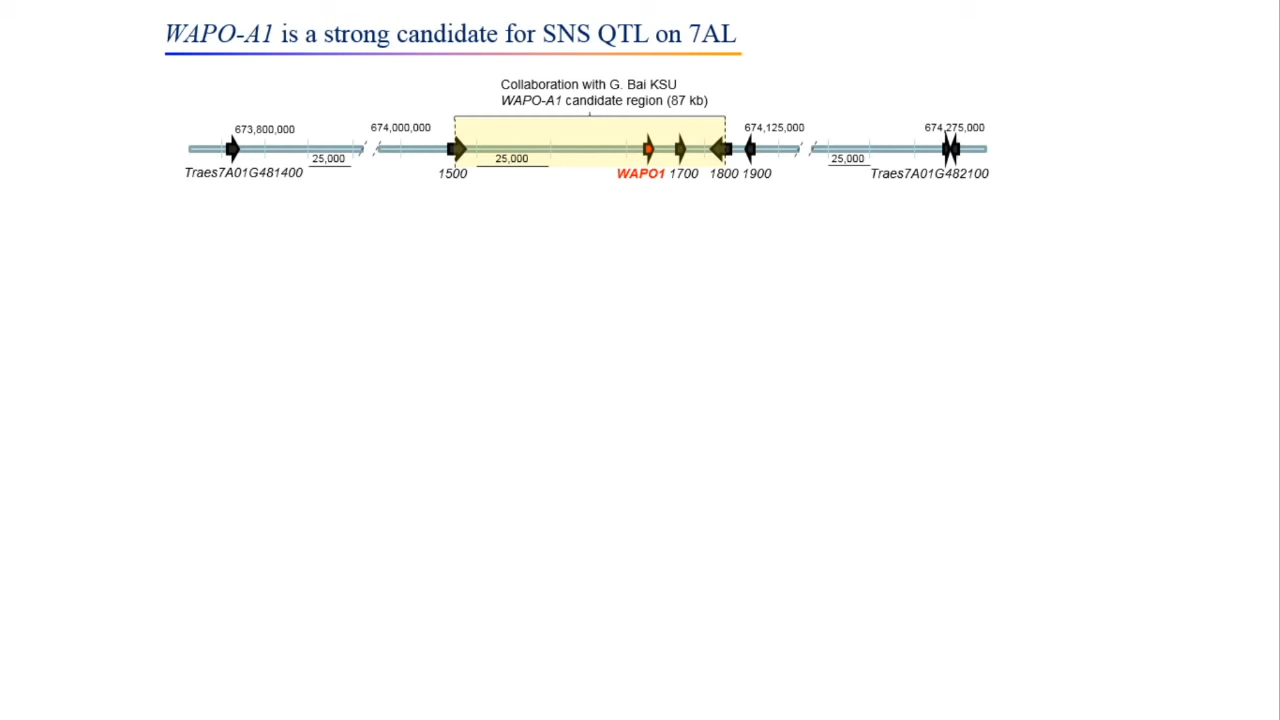 WAPO-A1 is a strong candidate for SNS QTL on 7AL
Collaboration with G. Bai KSU
WAPO-A1 candidate region (87 kb)
673,800,000 674,000,000 674,125,000 674,275,000
25,000 25,000 25,000
Traes7A01G481400 1500 WAPO1 1700 1800 1900 Traes7A01G482100